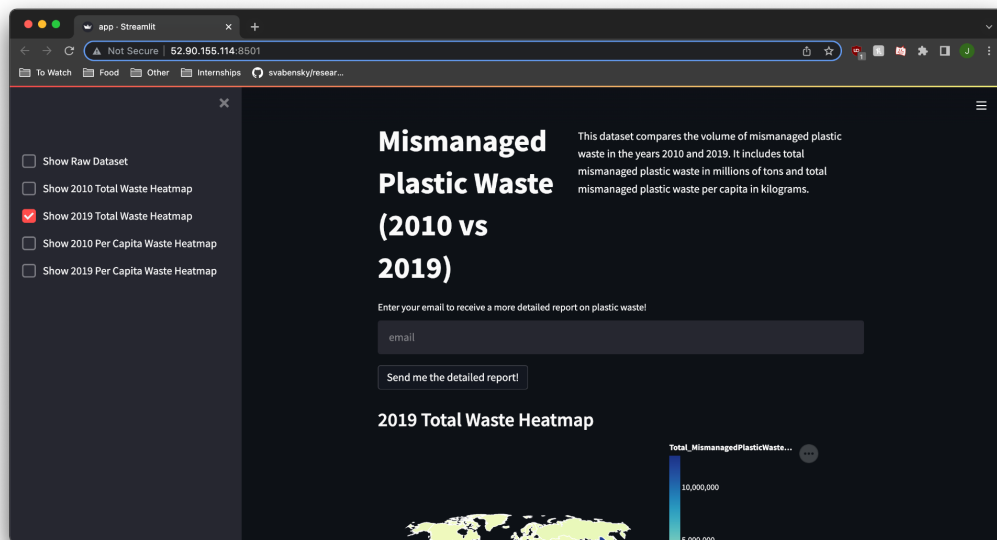 app · Streamlit
Not Secure | 52.90.155.114:8501
1
J
To Watch
Food
Other
Internships
svabensky/resear...
Show Raw Dataset
Show 2010 Total Waste Heatmap
Show 2019 Total Waste Heatmap
Show 2010 Per Capita Waste Heatmap
Show 2019 Per Capita Waste Heatmap
Mismanaged
Plastic Waste
(2010 vs
2019)
This dataset compares the volume of mismanaged plastic
waste in the years 2010 and 2019. It includes total
mismanaged plastic waste in millions of tons and total
mismanaged plastic waste per capita in kilograms.
Enter your email to receive a more detailed report on plastic waste!
email
Send me the detailed report!
2019 Total Waste Heatmap
Total_MismanagedPlasticWaste...
10,000,000
5,000,000